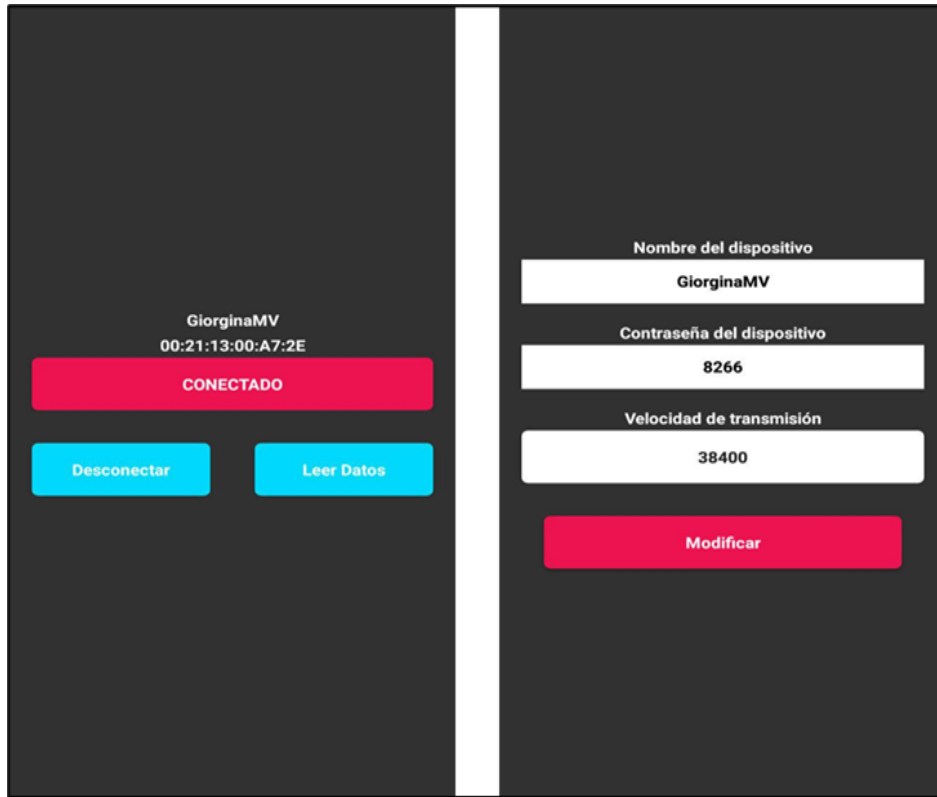 GiorginaMV
00:21:13:00:A7:2E
CONECTADO
Desconectar
Leer Datos
Nombre del dispositivo
GiorginaMV
Contraseña del dispositivo
8266
Velocidad de transmisión
38400
Modificar